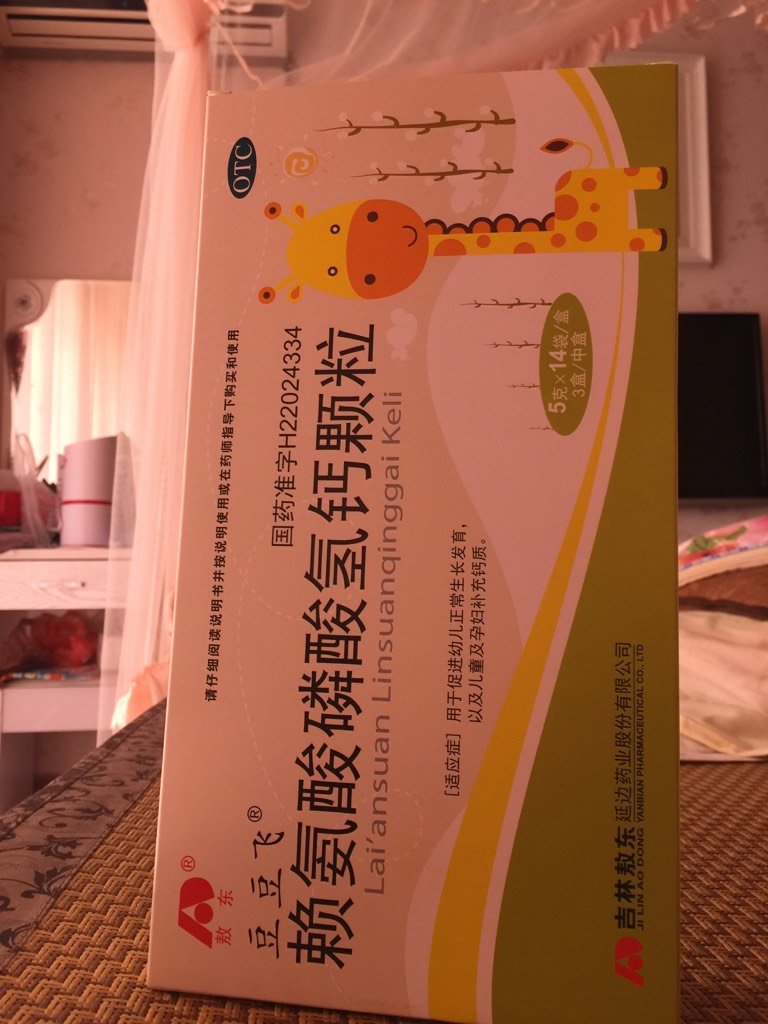 OTC
请仔细阅读说明书并按说明使用或在药师指导下购买和使用
敖东®
豆豆飞®
国药准字H22024334
赖氨酸磷酸氢钙颗粒
Lai'ansuan Linsuanqinggai Keli
[适应症] 用于促进幼儿正常生长发育,
以及儿童及孕妇补充钙质。
5克×14袋/盒
3盒/中盒
吉林敖东 延边药业股份有限公司
JI LIN AO DONG YANBIAN PHARMACEUTICAL CO., LTD